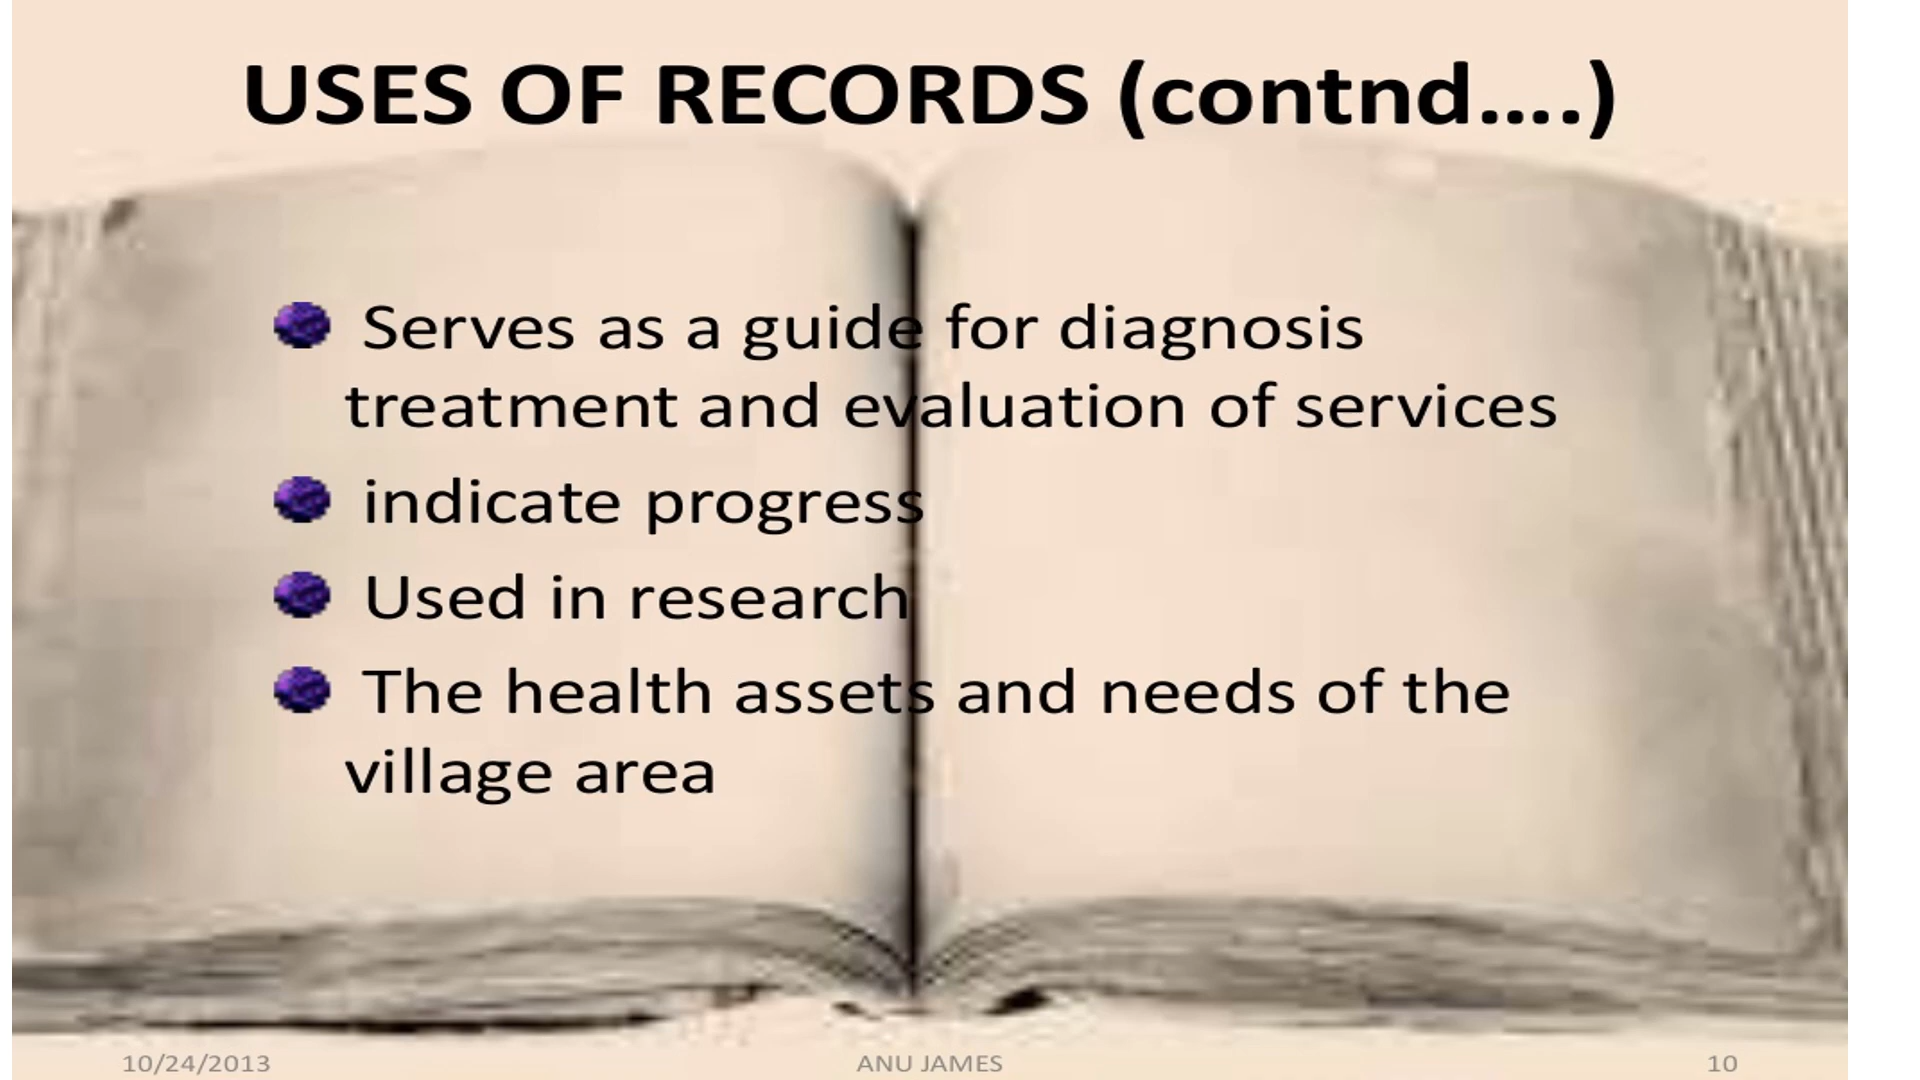 USES OF RECORDS (contnd....)
Serves as a guide for diagnosis
treatment and evaluation of services
indicate progress
Used in research
The health assets and needs of the
village area
10/24/2013
ANU JAMES
10